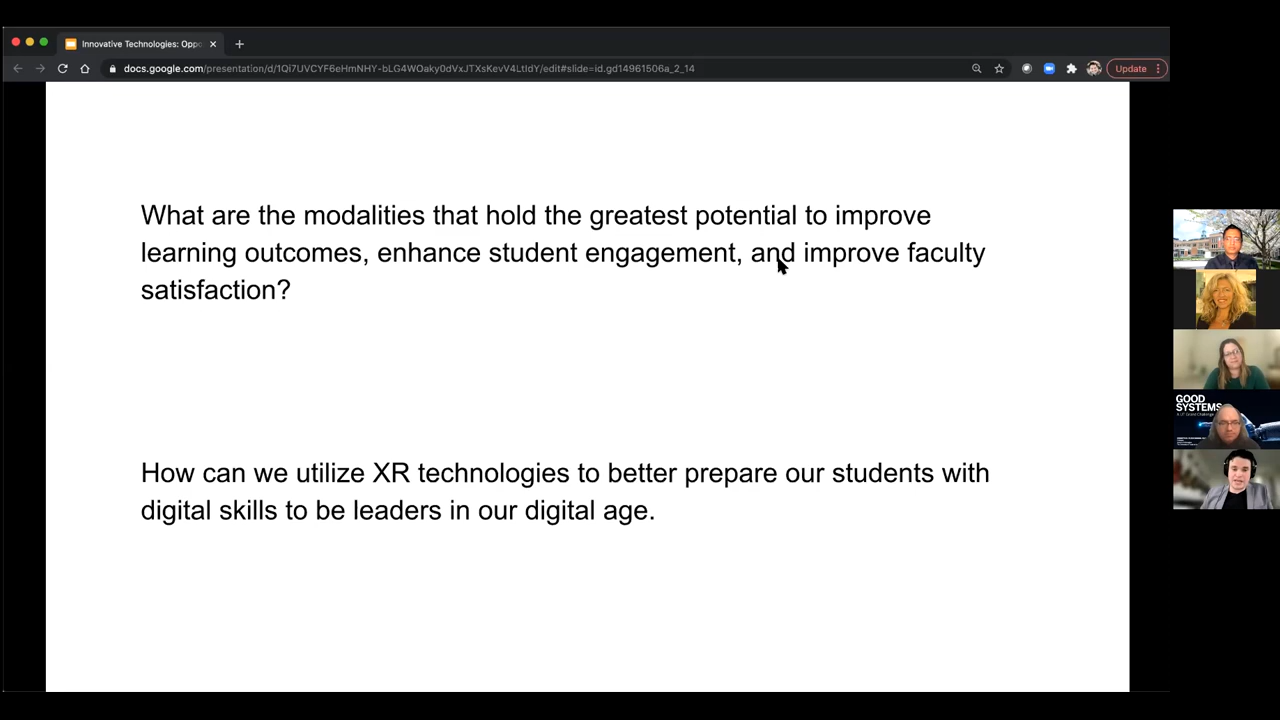 Innovative Technologies: Oppo
docs.google.com/presentation/d/1Qi7UVCYF6eHmNHY-bLG4WOaky0dVxJTXsKevV4LtIdY/edit#slide=id.gd14961506a_2_14
Update
What are the modalities that hold the greatest potential to improve
learning outcomes, enhance student engagement, and improve faculty
satisfaction?
How can we utilize XR technologies to better prepare our students with
digital skills to be leaders in our digital age.
GOOD
SYSTEMS